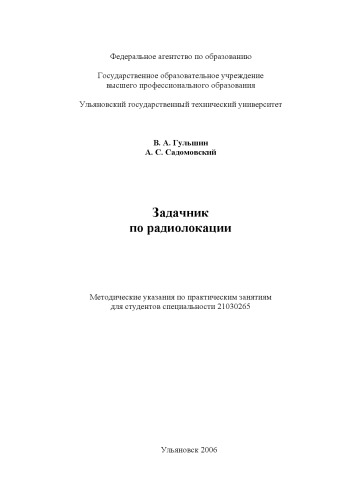 Федеральное агентство по образованию
Государственное образовательное учреждение
высшего профессионального образования
Ульяновский государственный технический университет
В. А. Гульшин
А. С. Садомовский
Задачник
по радиолокации
Методические указания по практическим занятиям
для студентов специальности 21030265
Ульяновск 2006